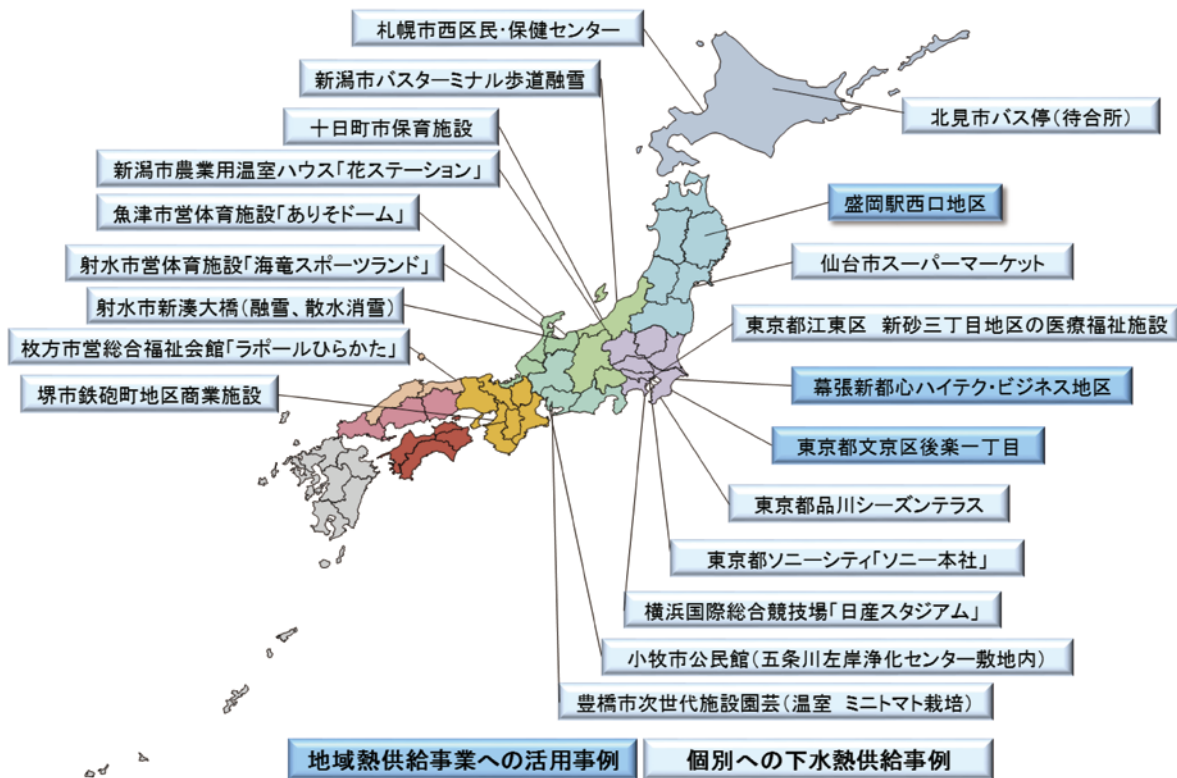 札幌市西区民・保健センター
新潟市バスターミナル歩道融雪
十日町市保育施設
新潟市農業用温室ハウス「花ステーション」
魚津市営体育施設「ありそドーム」
射水市営体育施設「海竜スポーツランド」
射水市新湊大橋(融雪、散水消雪)
枚方市営総合福祉会館「ラポールひらかた」
堺市鉄砲町地区商業施設
北見市バス停(待合所)
盛岡駅西口地区
仙台市スーパーマーケット
東京都江東区 新砂三丁目地区の医療福祉施設
幕張新都心ハイテク・ビジネス地区
東京都文京区後楽一丁目
東京都品川シーズンテラス
東京都ソニーシティ「ソニー本社」
横浜国際総合競技場「日産スタジアム」
小牧市公民館(五条川左岸浄化センター敷地内)
豊橋市次世代施設園芸(温室 ミニトマト栽培)
地域熱供給事業への活用事例
個別への下水熱供給事例